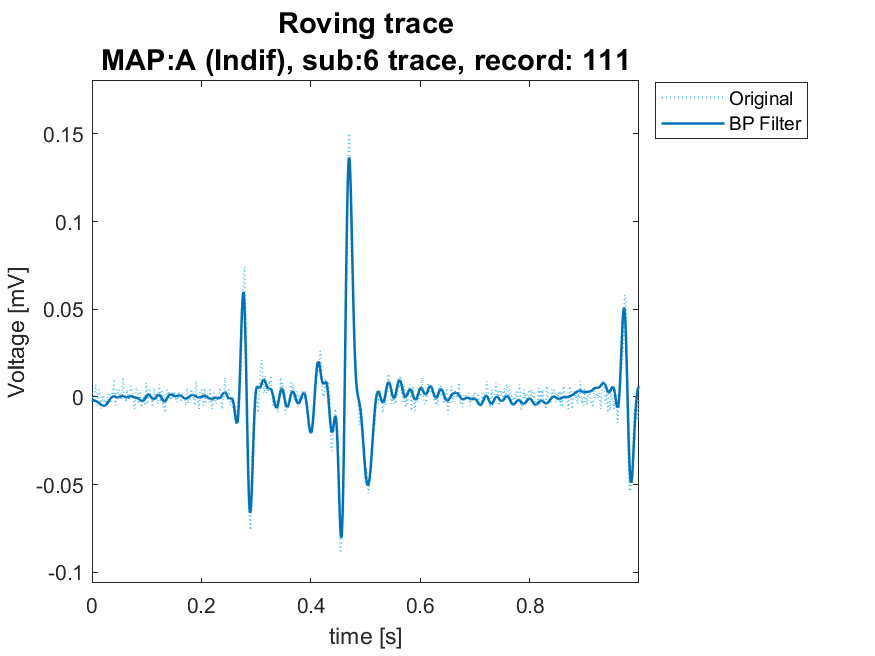 Roving trace
MAP:A (Indif), sub:6 trace, record: 111
Original
BP Filter
0.15
0.1
0.05
0
-0.05
-0.1
Voltage [mV]
0
0.2
0.4
0.6
0.8
time [s]